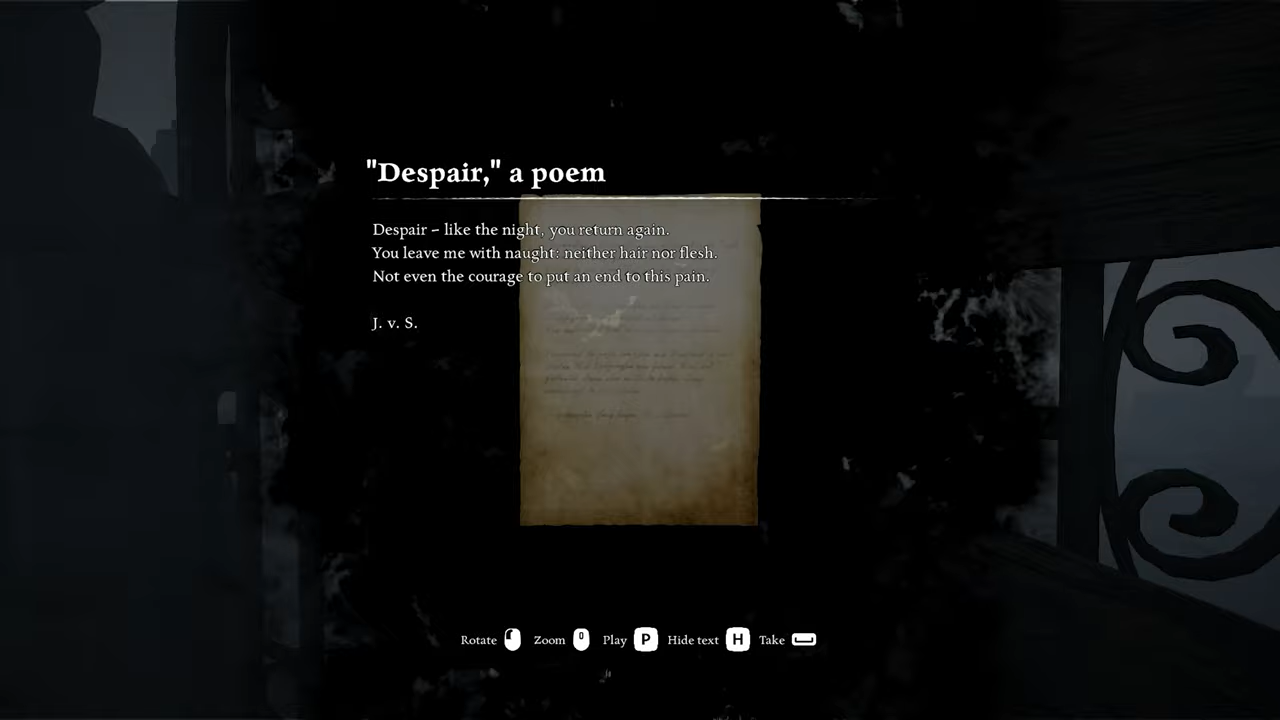 "Despair," a poem
Despair – like the night, you return again.
You leave me with naught: neither hair nor flesh.
Not even the courage to put an end to this pain.
J. v. S.
Rotate Zoom Play P Hide text H Take